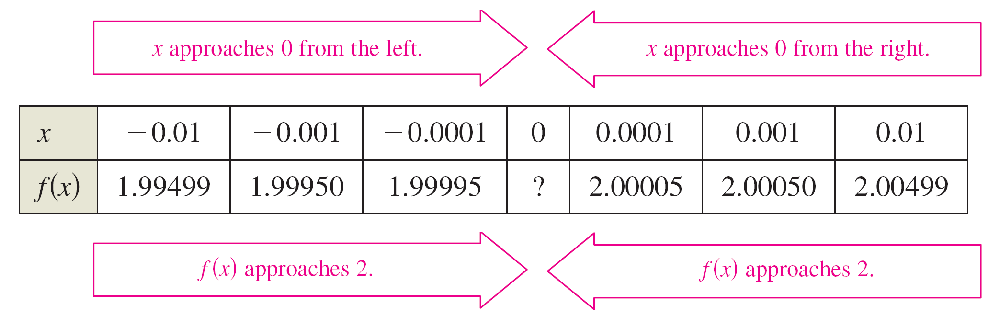 x approaches 0 from the left. x approaches 0 from the right.
x −0.01 −0.001 −0.0001 0 0.0001 0.001 0.01
f(x) 1.99499 1.99950 1.99995 ? 2.00005 2.00050 2.00499
f(x) approaches 2. f(x) approaches 2.